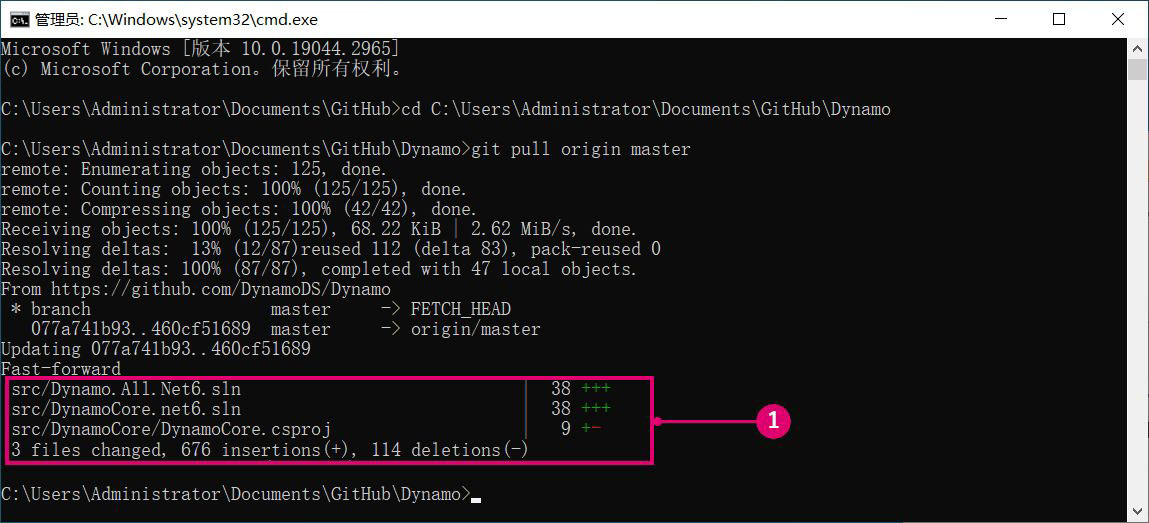 管理员: C:\Windows\system32\cmd.exe
Microsoft Windows [版本 10.0.19044.2965]
(c) Microsoft Corporation。保留所有权利。
C:\Users\Administrator\Documents\GitHub>cd C:\Users\Administrator\Documents\GitHub\Dynamo
C:\Users\Administrator\Documents\GitHub\Dynamo>git pull origin master
remote: Enumerating objects: 125, done.
remote: Counting objects: 100% (125/125), done.
remote: Compressing objects: 100% (42/42), done.
Receiving objects: 100% (125/125), 68.22 KiB | 2.62 MiB/s, done.
Resolving deltas:  13% (12/87)reused 112 (delta 83), pack-reused 0
Resolving deltas: 100% (87/87), completed with 47 local objects.
From https://github.com/DynamoDS/Dynamo
 * branch                  master     -> FETCH_HEAD
   077a741b93..460cf51689  master     -> origin/master
Updating 077a741b93..460cf51689
Fast-forward
 src/Dynamo.All.Net6.sln                            |  38 +++
 src/DynamoCore.net6.sln                            |  38 +++
 src/DynamoCore/DynamoCore.csproj                   |   9 +-
 3 files changed, 676 insertions(+), 114 deletions(-)
1
C:\Users\Administrator\Documents\GitHub\Dynamo>